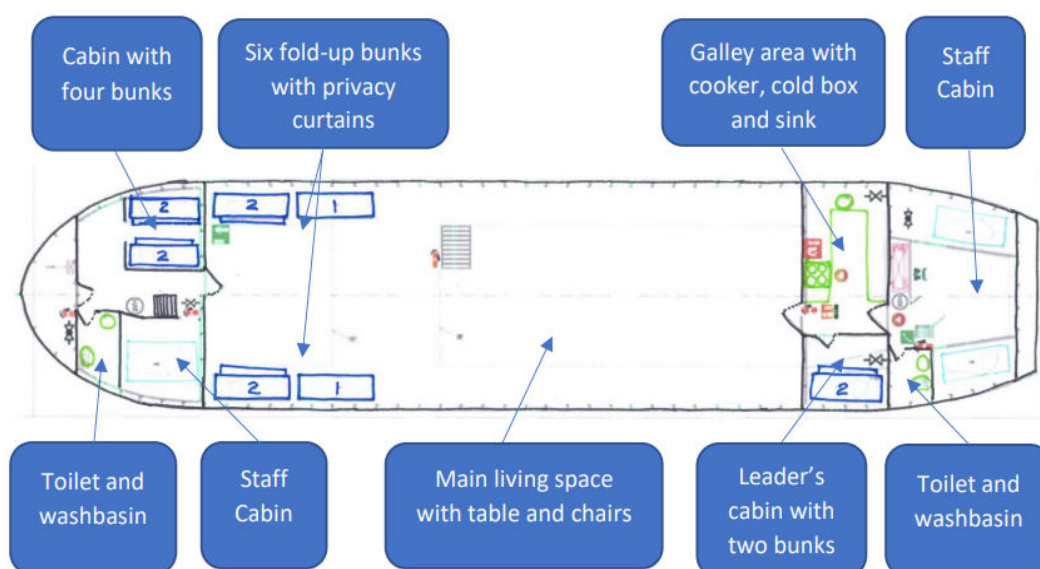 Cabin with
four bunks
Six fold-up bunks
with privacy
curtains
Galley area with
cooker, cold box
and sink
Staff
Cabin
2
2
1
2
2
1
2
Toilet and
washbasin
Staff
Cabin
Main living space
with table and chairs
Leader’s
cabin with
two bunks
Toilet and
washbasin